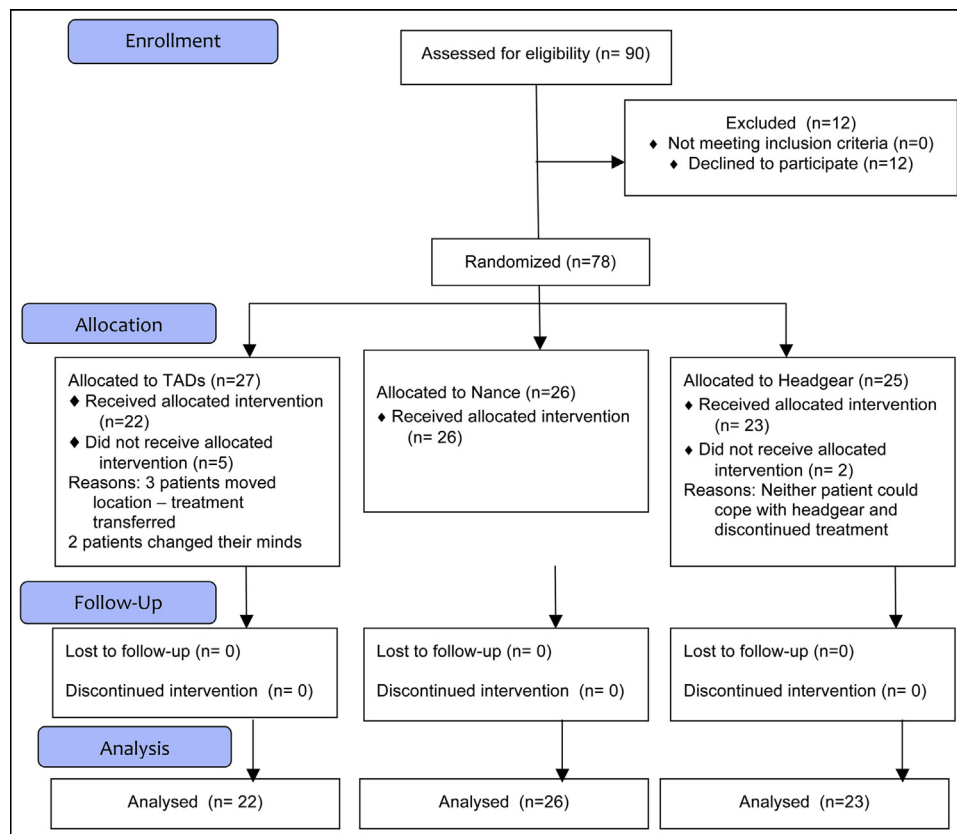 Enrollment
Assessed for eligibility (n= 90)
Excluded (n=12)
♦ Not meeting inclusion criteria (n=0)
♦ Declined to participate (n=12)
Randomized (n=78)
Allocation
Allocated to TADs (n=27)
♦ Received allocated intervention
(n=22)
♦ Did not receive allocated
intervention (n=5)
Reasons: 3 patients moved
location – treatment
transferred
2 patients changed their minds
Allocated to Nance (n=26)
♦ Received allocated intervention
(n= 26)
Allocated to Headgear (n=25)
♦ Received allocated intervention
(n= 23)
♦ Did not receive allocated
intervention (n= 2)
Reasons: Neither patient could
cope with headgear and
discontinued treatment
Follow-Up
Lost to follow-up (n= 0)
Discontinued intervention (n= 0)
Lost to follow-up (n= 0)
Discontinued intervention (n= 0)
Lost to follow-up (n=0)
Discontinued intervention (n= 0)
Analysis
Analysed (n= 22)
Analysed (n=26)
Analysed (n=23)